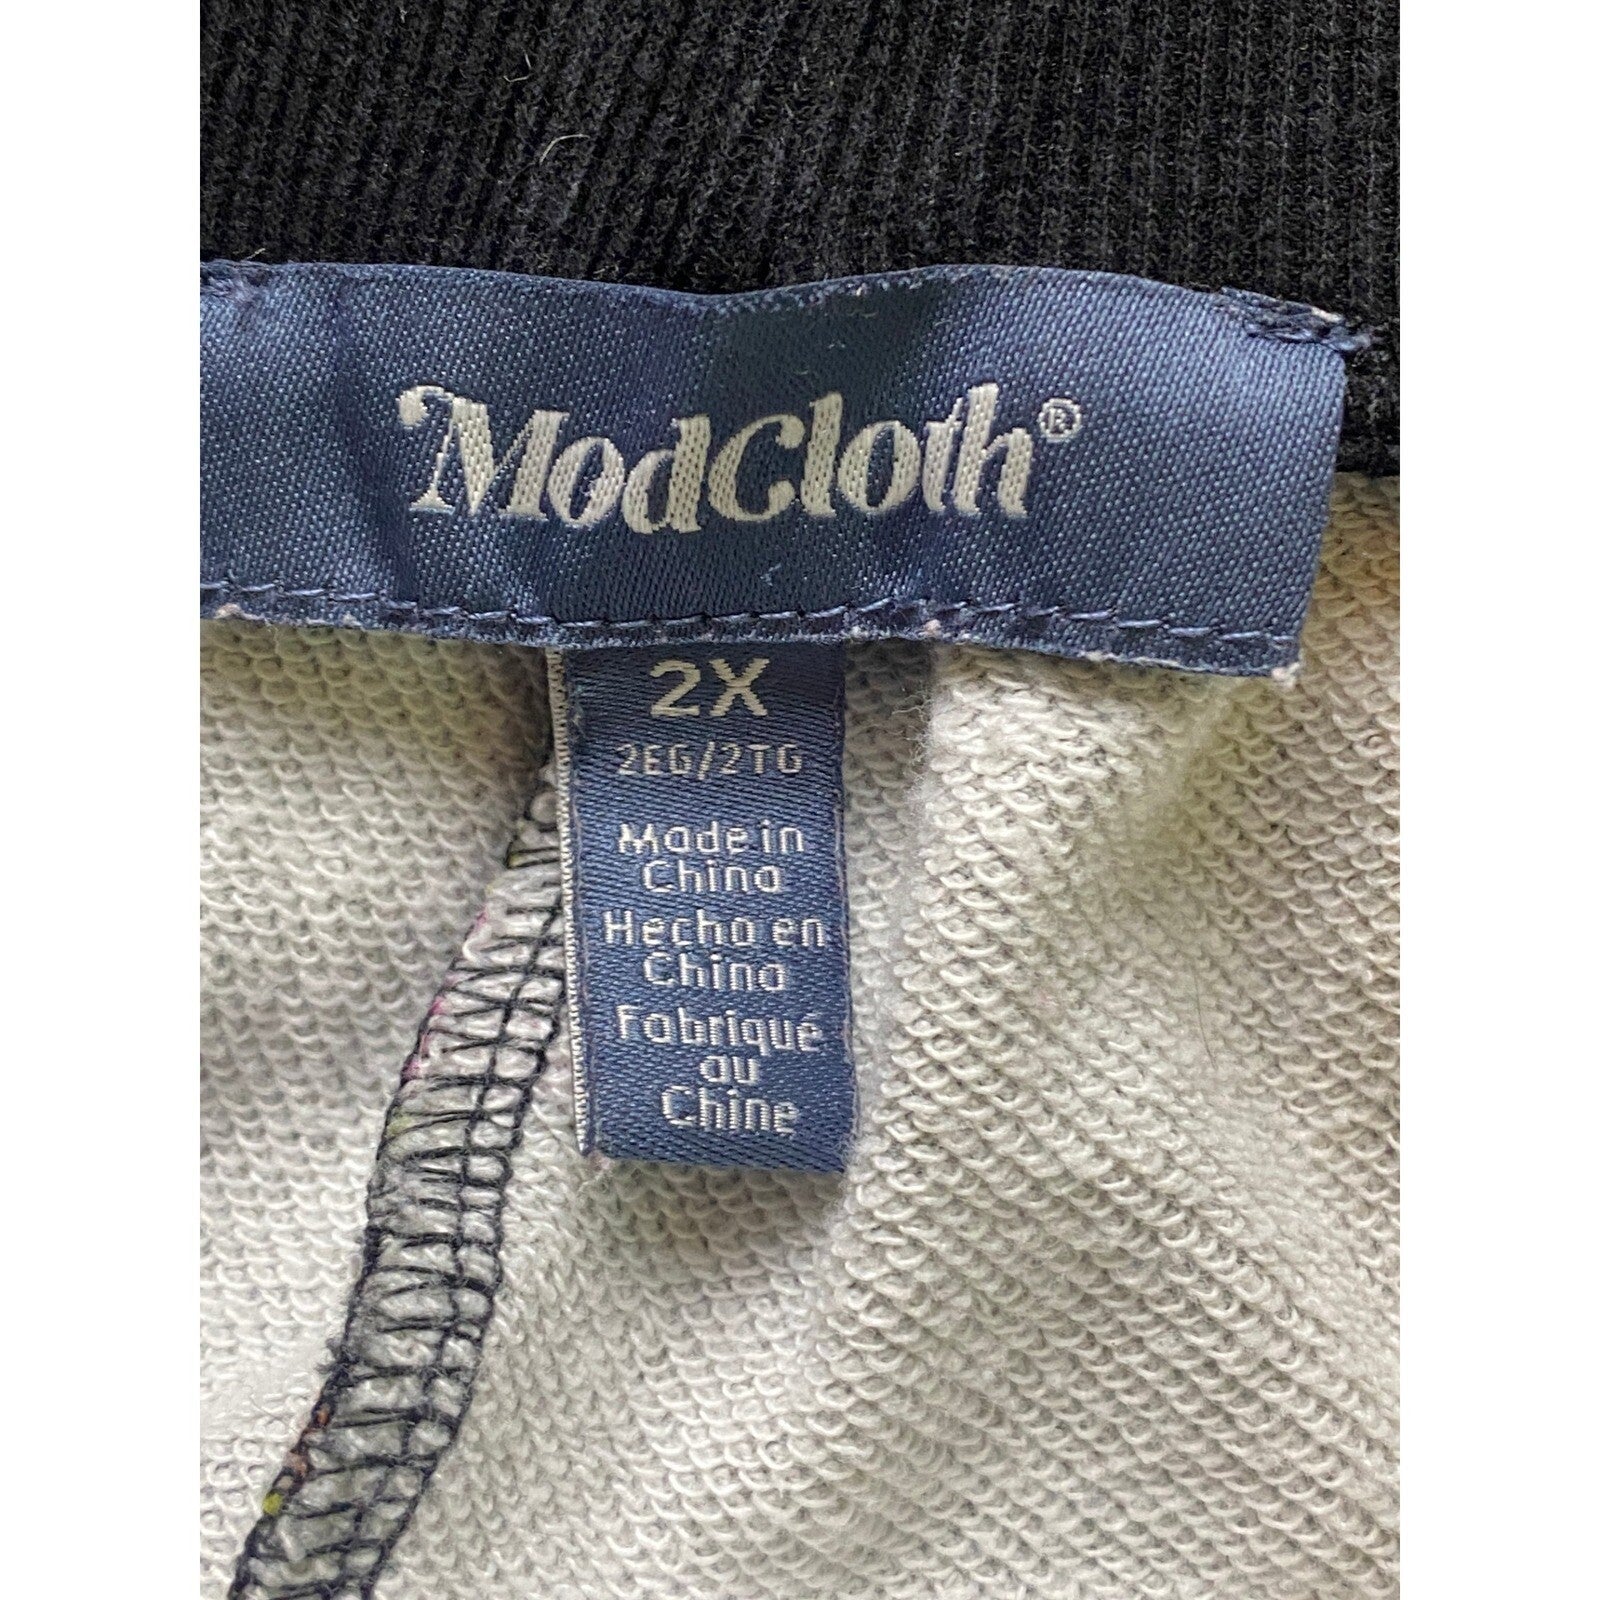 ModCloth®
2X
2EG/2TG
Made in
China
Hecho en
China
Fabriqué
au
Chine